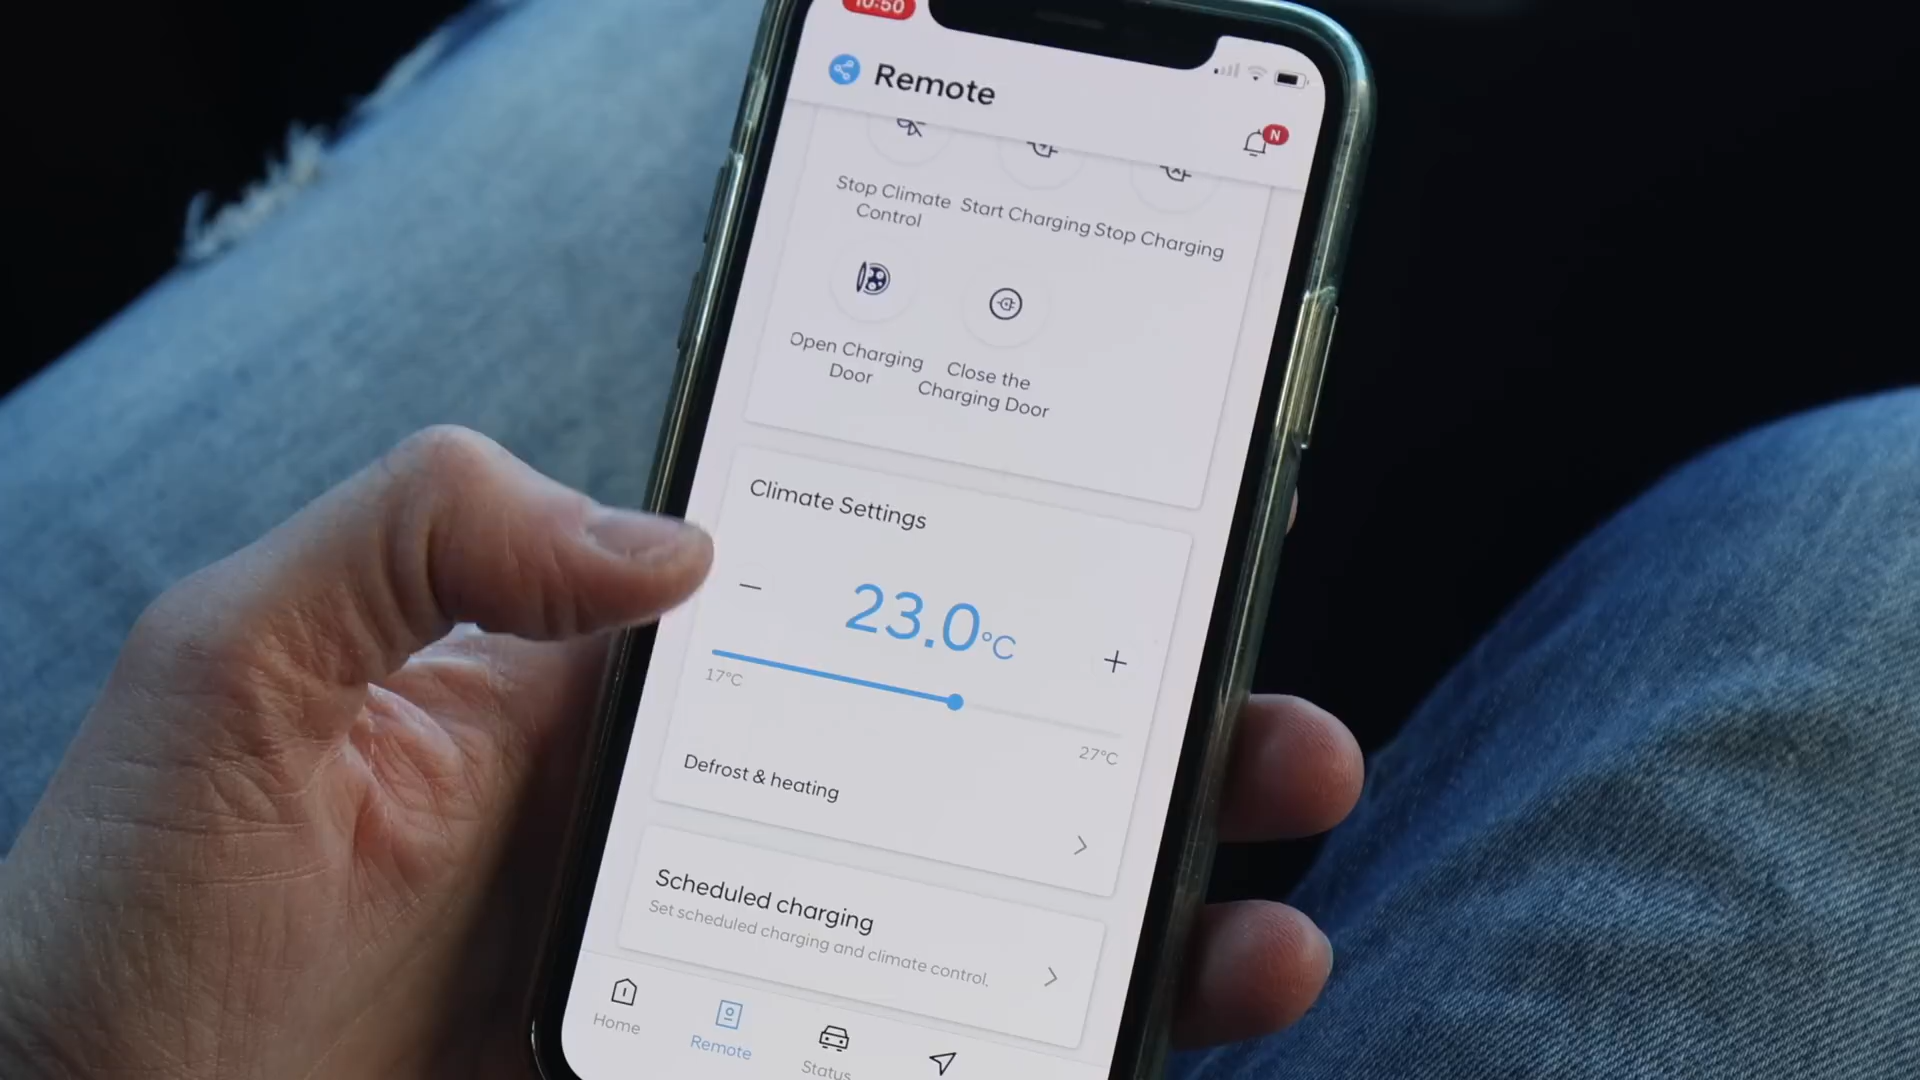 10:50
Remote
N
Stop Climate
Control
Start Charging
Stop Charging
Open Charging
Door
Close the
Charging Door
Climate Settings
23.0°C
17°C
27°C
Defrost & heating
Scheduled charging
Set scheduled charging and climate control.
Home
Remote
Status